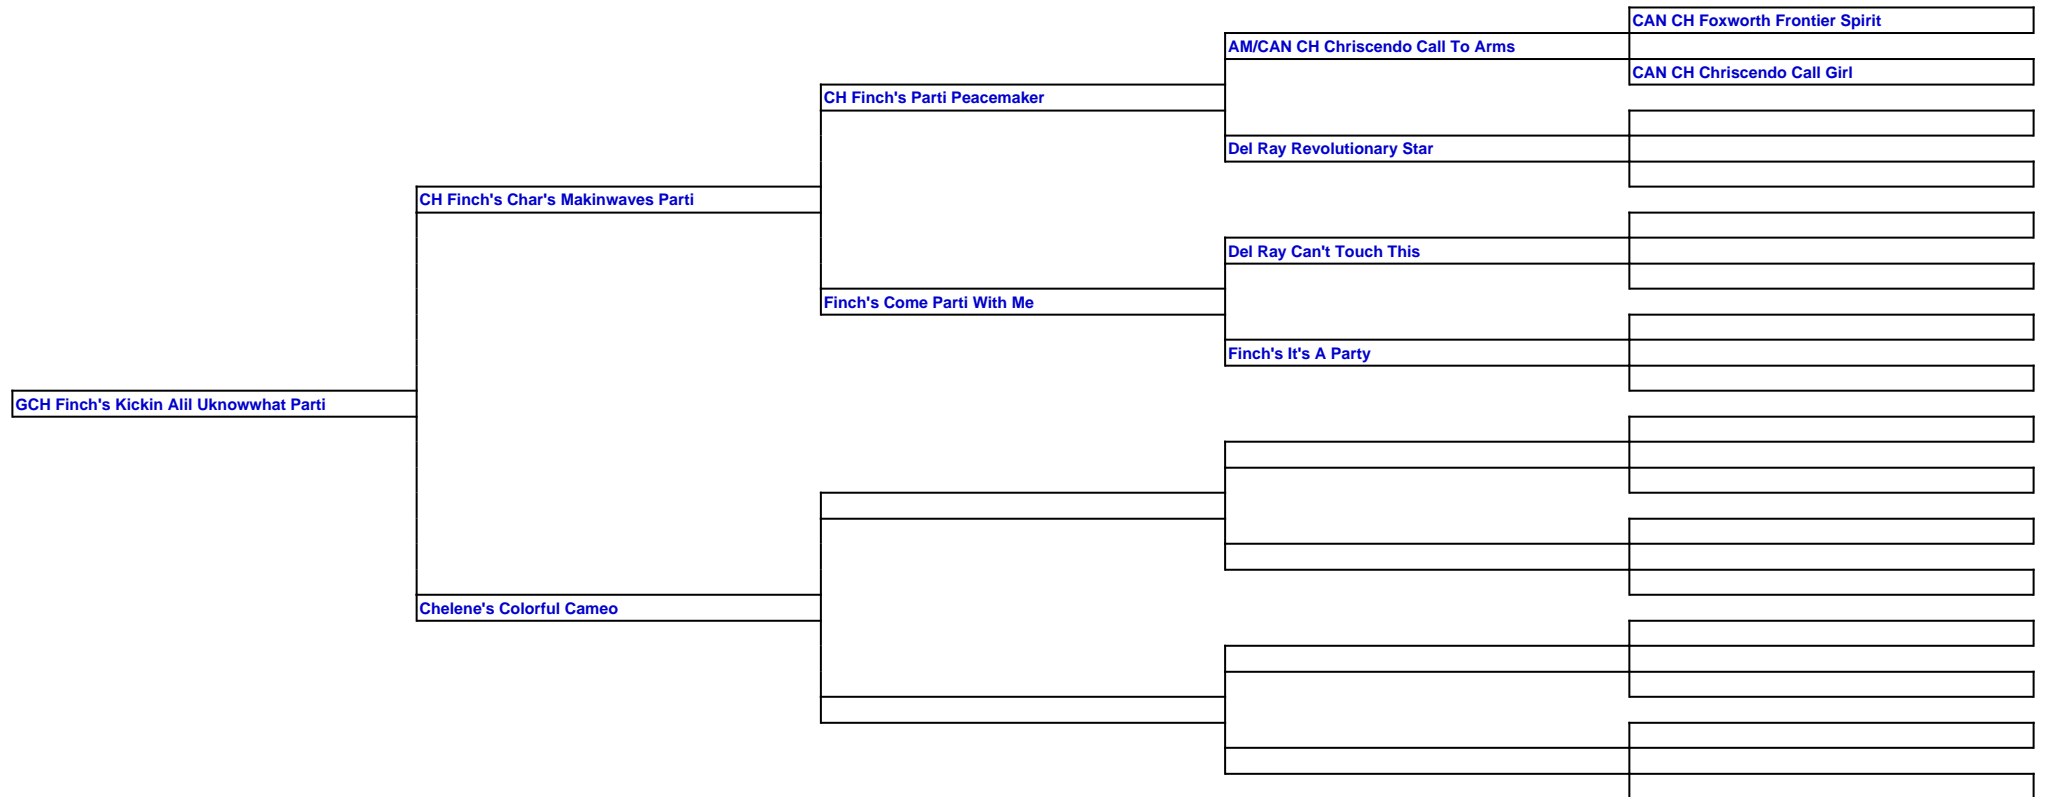 CAN CH Foxworth Frontier Spirit
AM/CAN CH Chriscendo Call To Arms
CAN CH Chriscendo Call Girl
CH Finch's Parti Peacemaker
Del Ray Revolutionary Star
CH Finch's Char's Makinwaves Parti
Del Ray Can't Touch This
Finch's Come Parti With Me
Finch's It's A Party
GCH Finch's Kickin Alil Uknowwhat Parti
Chelene's Colorful Cameo